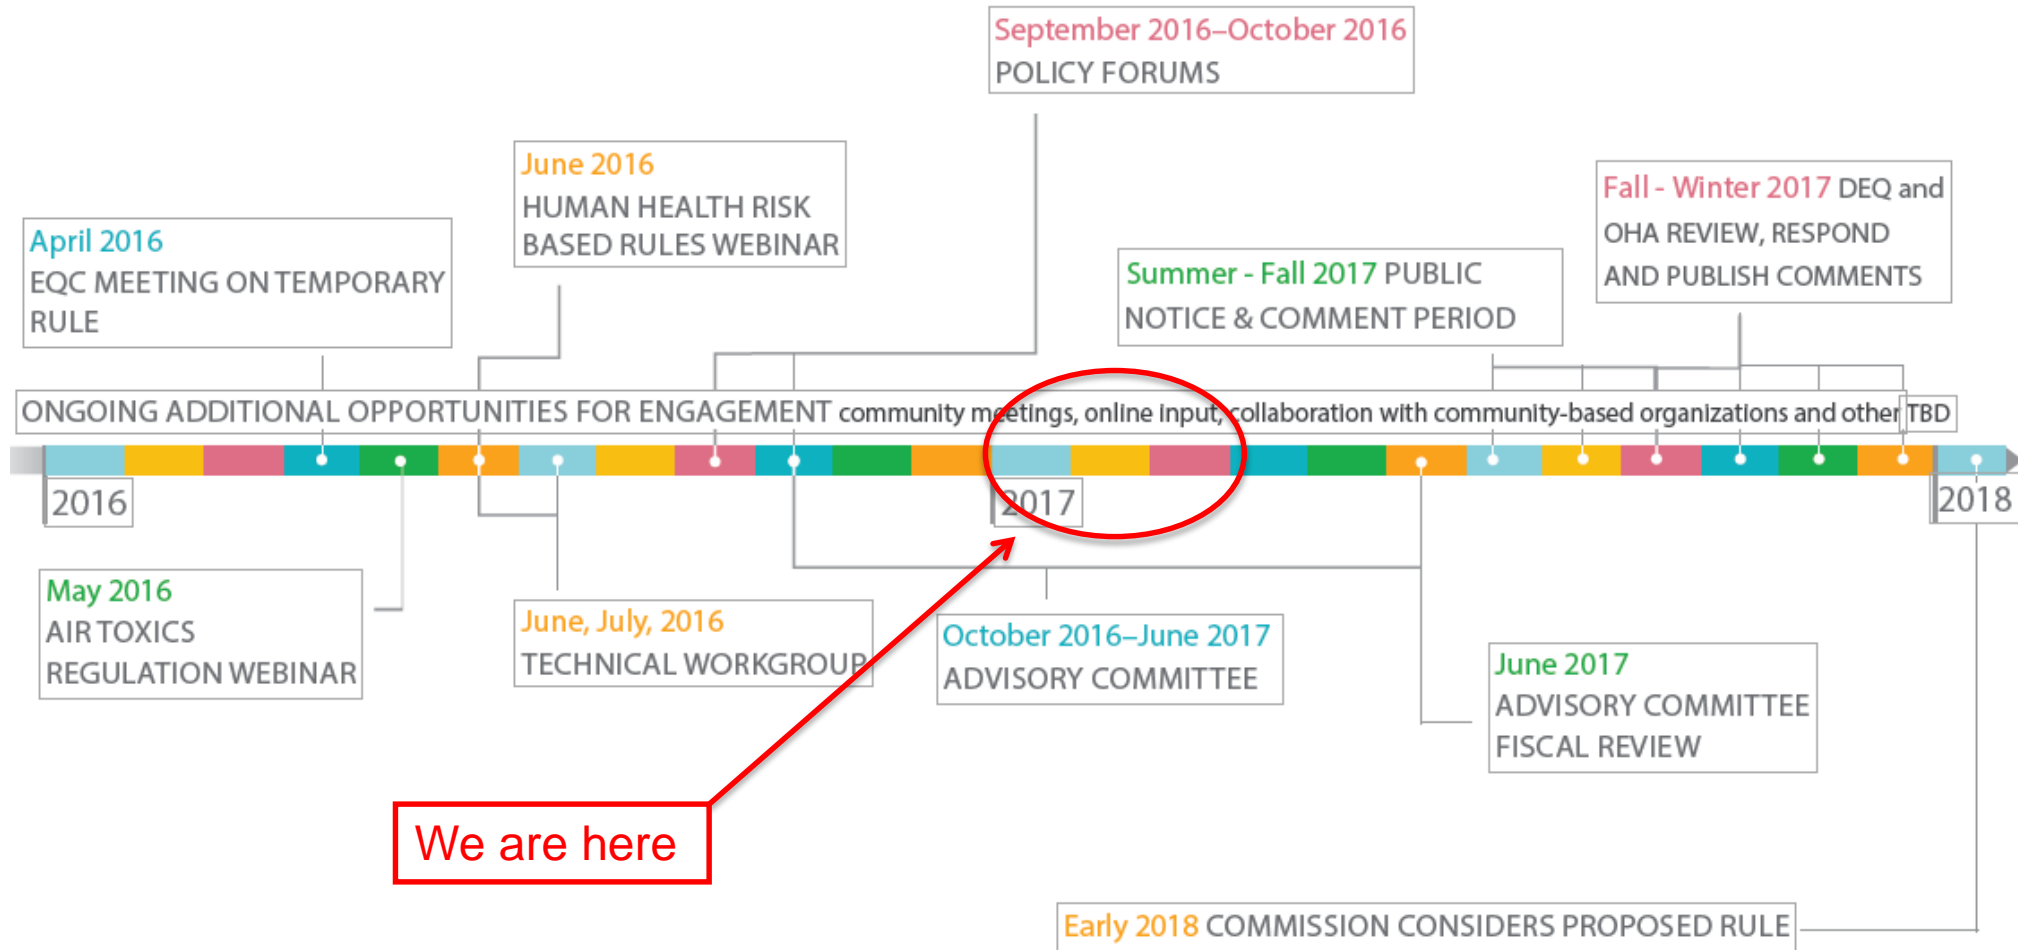 September 2016–October 2016
POLICY FORUMS
June 2016
HUMAN HEALTH RISK
BASED RULES WEBINAR
Fall - Winter 2017 DEQ and
OHA REVIEW, RESPOND
AND PUBLISH COMMENTS
April 2016
EQC MEETING ON TEMPORARY
RULE
Summer - Fall 2017 PUBLIC
NOTICE & COMMENT PERIOD
ONGOING ADDITIONAL OPPORTUNITIES FOR ENGAGEMENT community meetings, online input, collaboration with community-based organizations and other TBD
2016
2017
2018
May 2016
AIR TOXICS
REGULATION WEBINAR
June, July, 2016
TECHNICAL WORKGROUP
October 2016–June 2017
ADVISORY COMMITTEE
June 2017
ADVISORY COMMITTEE
FISCAL REVIEW
We are here
Early 2018 COMMISSION CONSIDERS PROPOSED RULE